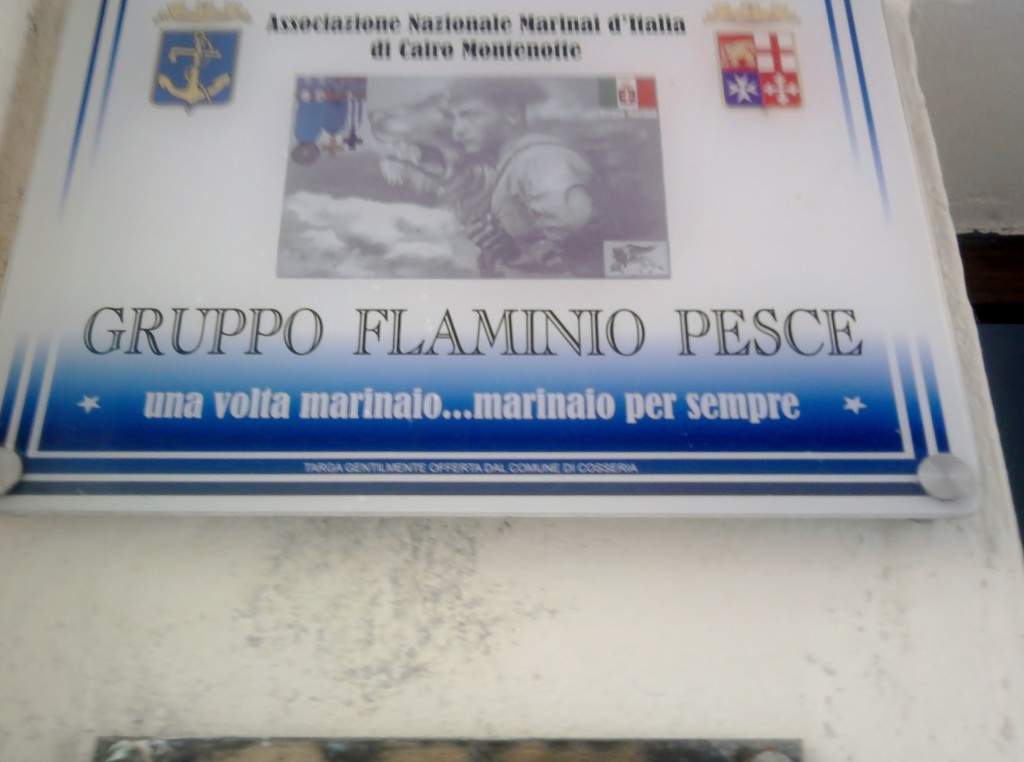 Associazione Nazionale Marinai d'Italia
di Cairo Montenotte
GRUPPO FLAMINIO PESCE
una volta marinaio...marinaio per sempre
TARGA GENTILMENTE OFFERTA DAL COMUNE DI COSSERIA